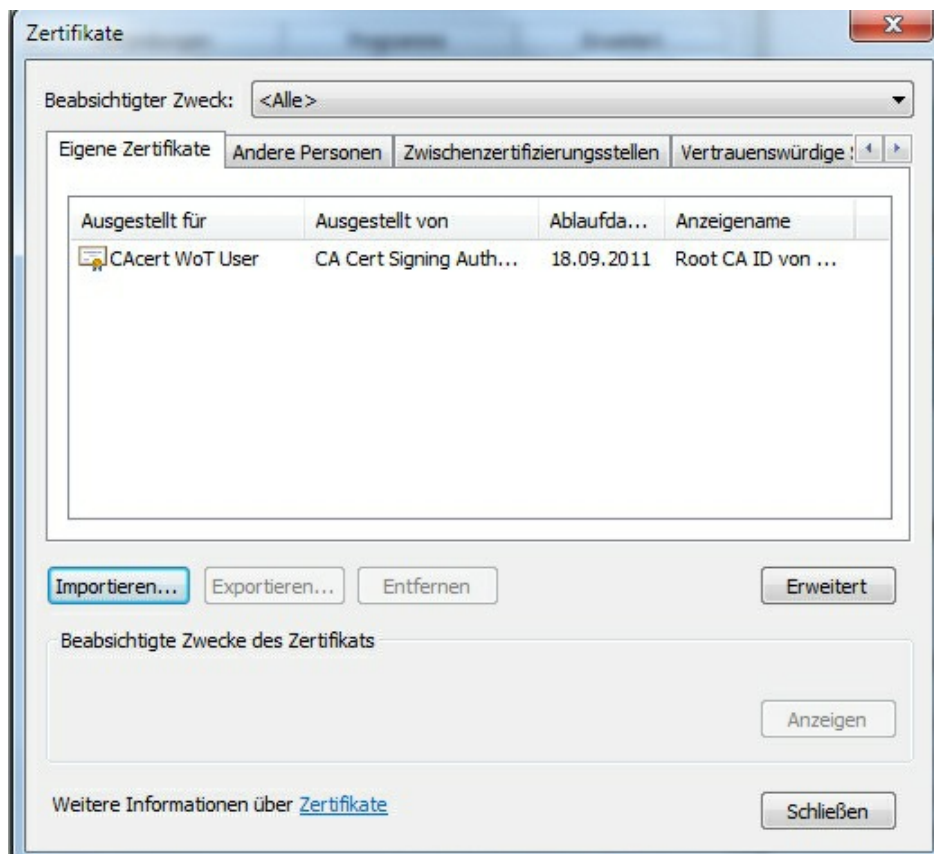 Zertifikate
Beabsichtigter Zweck: <Alle>
Eigene Zertifikate Andere Personen Zwischenzertifizierungsstellen Vertrauenswürdige
Ausgestellt für Ausgestellt von Ablaufda... Anzeigename
CAcert WoT User CA Cert Signing Auth... 18.09.2011 Root CA ID von ...
Importieren... Exportieren... Entfernen Erweitert
Beabsichtigte Zwecke des Zertifikats
Anzeigen
Weitere Informationen über Zertifikate Schließen